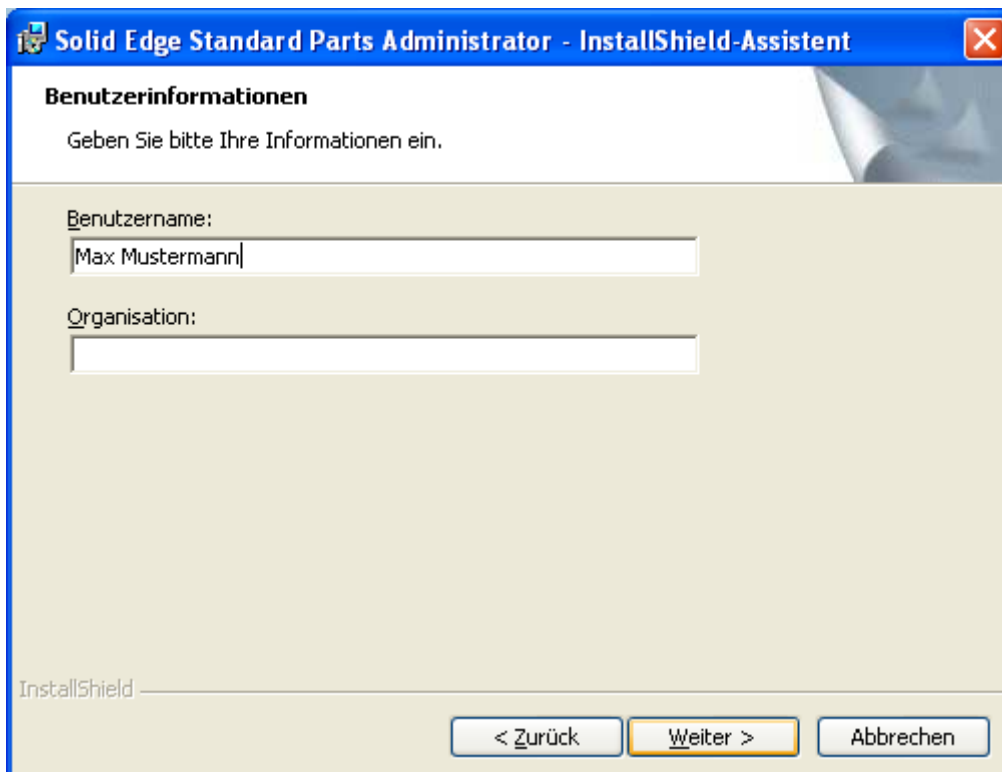 Solid Edge Standard Parts Administrator - InstallShield-Assistent
Benutzerinformationen
Geben Sie bitte Ihre Informationen ein.
Benutzername:
Max Mustermann
Organisation:
InstallShield
< Zurück Weiter > Abbrechen